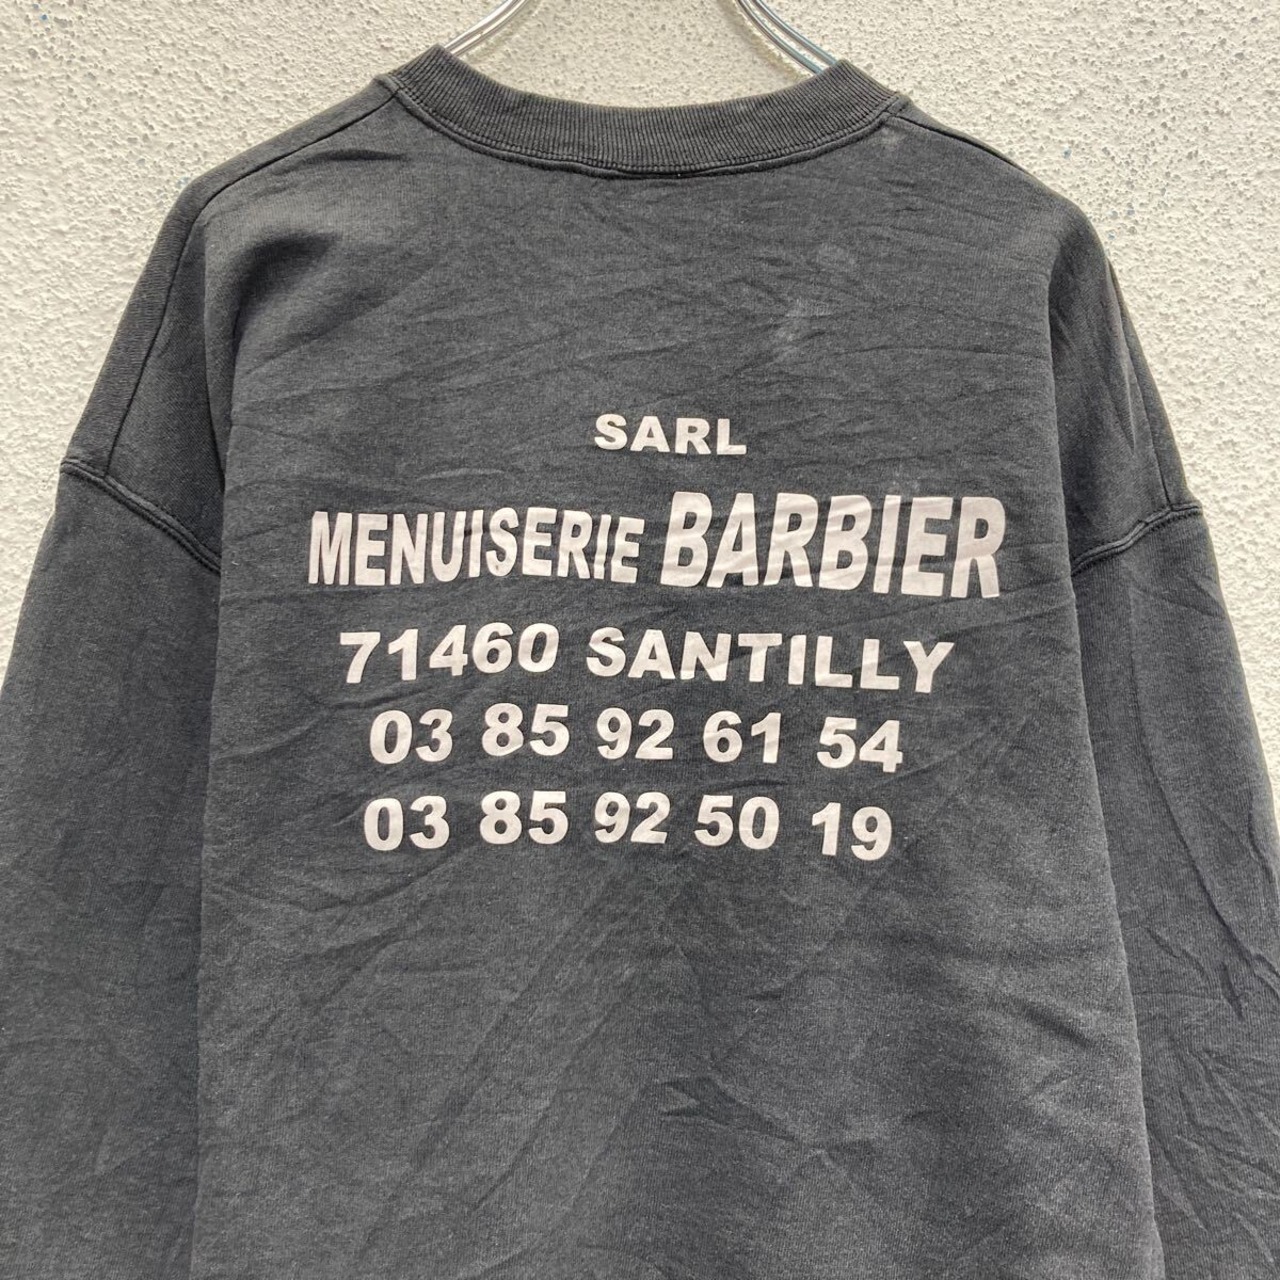 SARL
MENUISERIE BARBIER
71460 SANTILLY
03 85 92 61 54
03 85 92 50 19